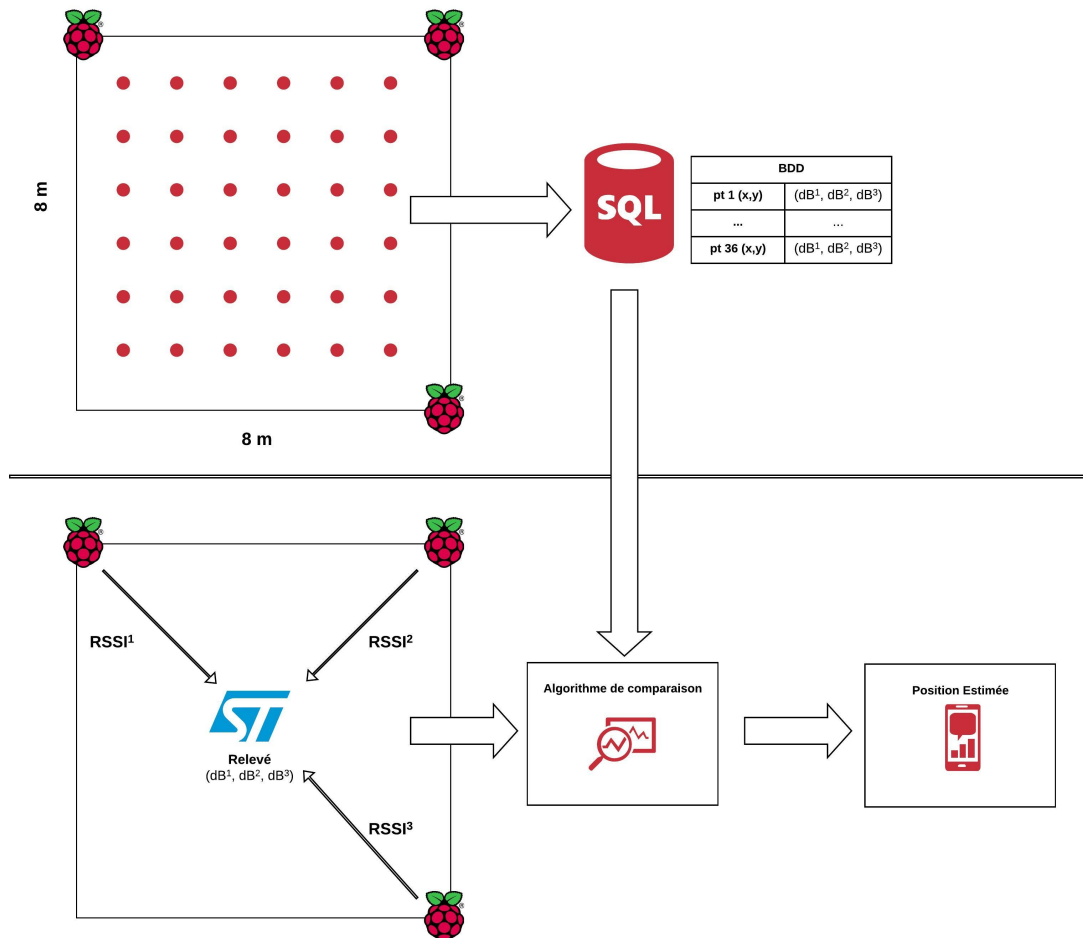 8 m
8 m
SQL
BDD
pt 1 (x,y) (dB¹, dB², dB³)
... ...
pt 36 (x,y) (dB¹, dB², dB³)
RSSI¹
RSSI²
ST
Relevé
(dB¹, dB², dB³)
RSSI³
Algorithme de comparaison
Position Estimée